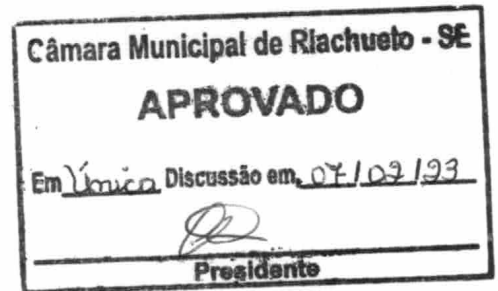 Câmara Municipal de Riachuelo - SE
APROVADO
Em Única Discussão em, 07/02/23
Presidente